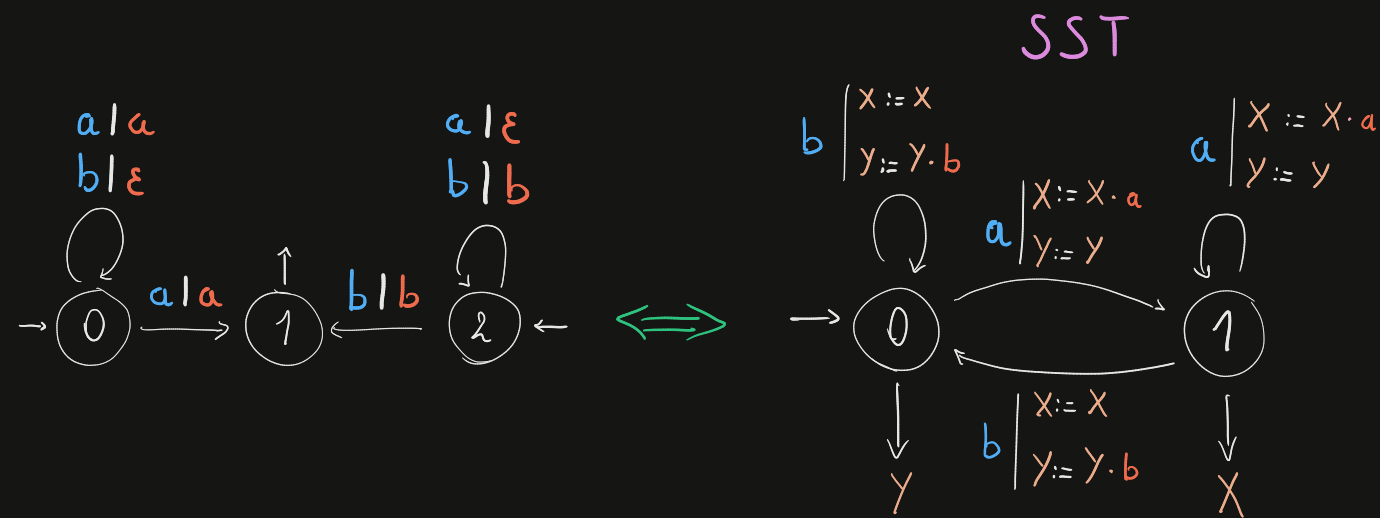 SST
a|a
b|ε
a|ε
b|b
0
a|a
1
b|b
2
b
X := X
Y := Y·b
a
X := X·a
Y := Y
a
X := X·a
Y := Y
0
1
b
X := X
Y := Y·b
Y
X